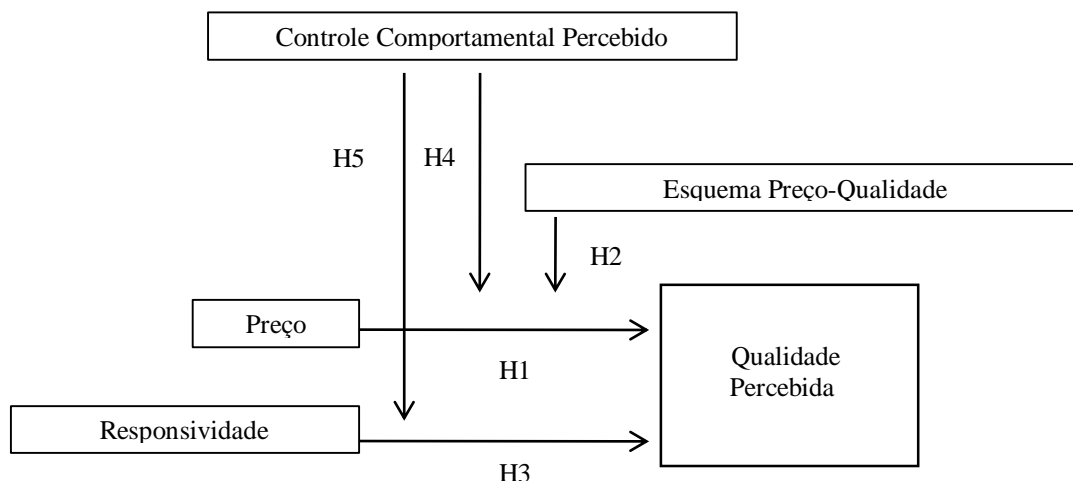 Controle Comportamental Percebido
H5
H4
Esquema Preço-Qualidade
H2
Preço
H1
Qualidade
Percebida
Responsividade
H3